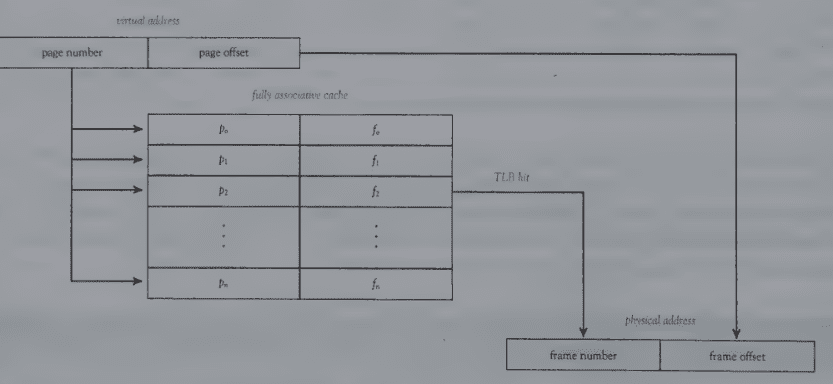 virtual address
page number page offset
fully associative cache
p₀ f₀
p₁ f₁
p₂ f₂ TLB hit
⋮ ⋮
pₙ fₙ
physical address
frame number frame offset